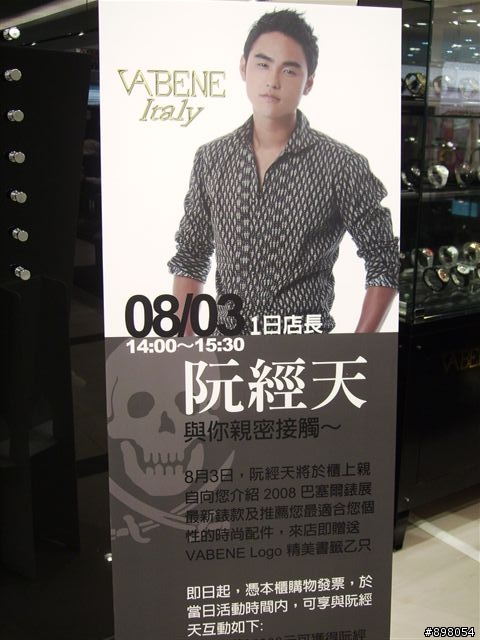 VABENE
Italy
08/03 1日店長
14:00～15:30
阮經天
與你親密接觸～
8月3日，阮經天將於櫃上親
自向您介紹 2008 巴塞爾錶展
最新錶款及推薦您最適合您個
性的時尚配件，來店即贈送
VABENE Logo 精美書籤乙只
即日起，憑本櫃購物發票，於
當日活動時間內，可享與阮經
天互動如下:
VABENE
#898054